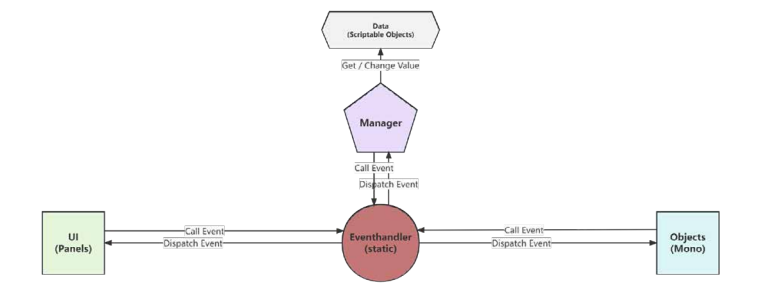 Data
(Scriptable Objects)
Get / Change Value
Manager
Call Event
Dispatch Event
UI
(Panels)
Call Event
Dispatch Event
Eventhandler
(static)
Call Event
Dispatch Event
Objects
(Mono)